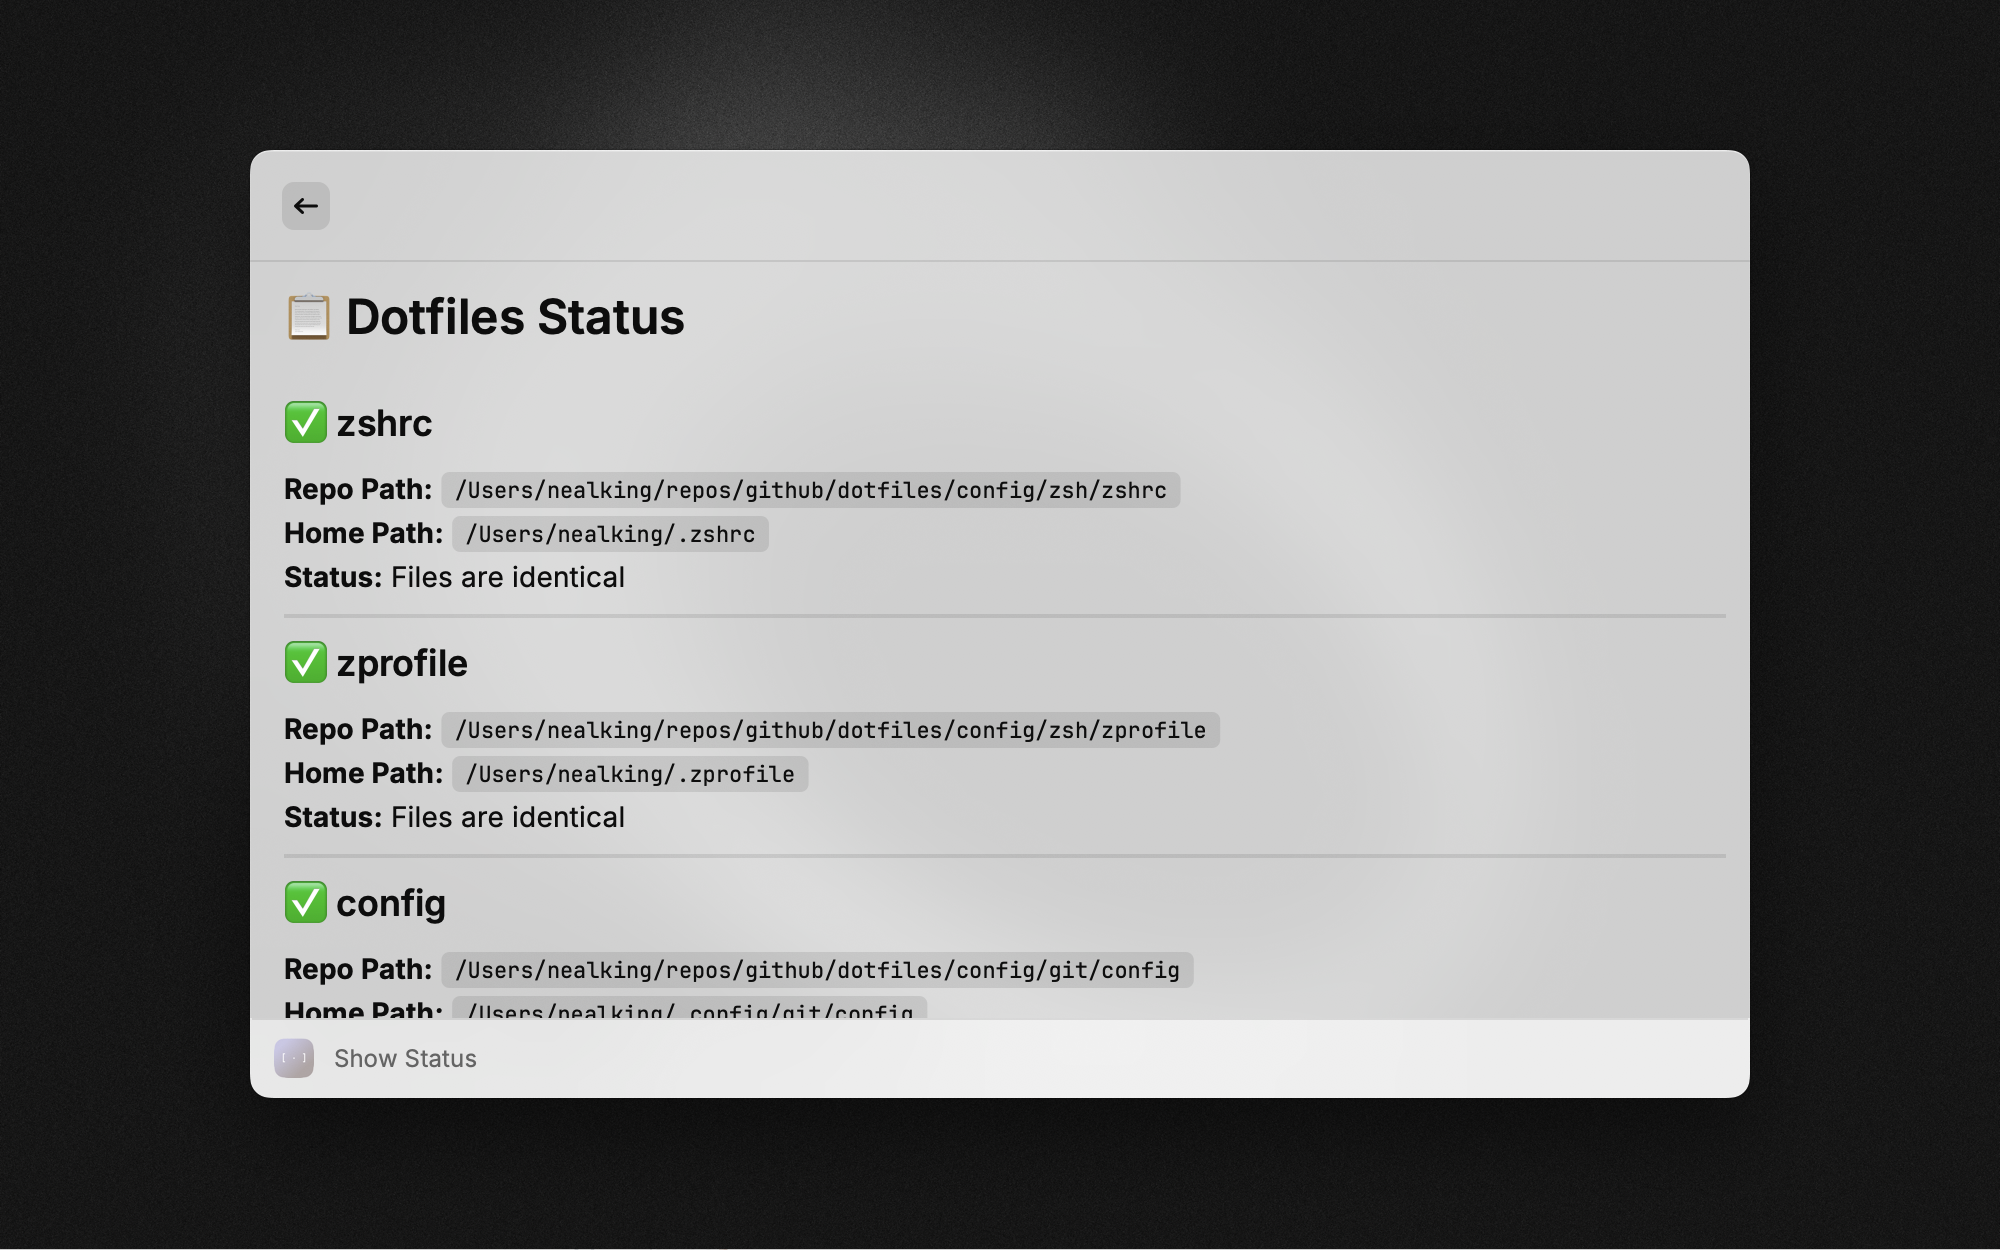 Dotfiles Status
zshrc
Repo Path: /Users/nealking/repos/github/dotfiles/config/zsh/zshrc
Home Path: /Users/nealking/.zshrc
Status: Files are identical
zprofile
Repo Path: /Users/nealking/repos/github/dotfiles/config/zsh/zprofile
Home Path: /Users/nealking/.zprofile
Status: Files are identical
config
Repo Path: /Users/nealking/repos/github/dotfiles/config/git/config
Home Path: /Users/nealking/.config/git/config
[·] Show Status